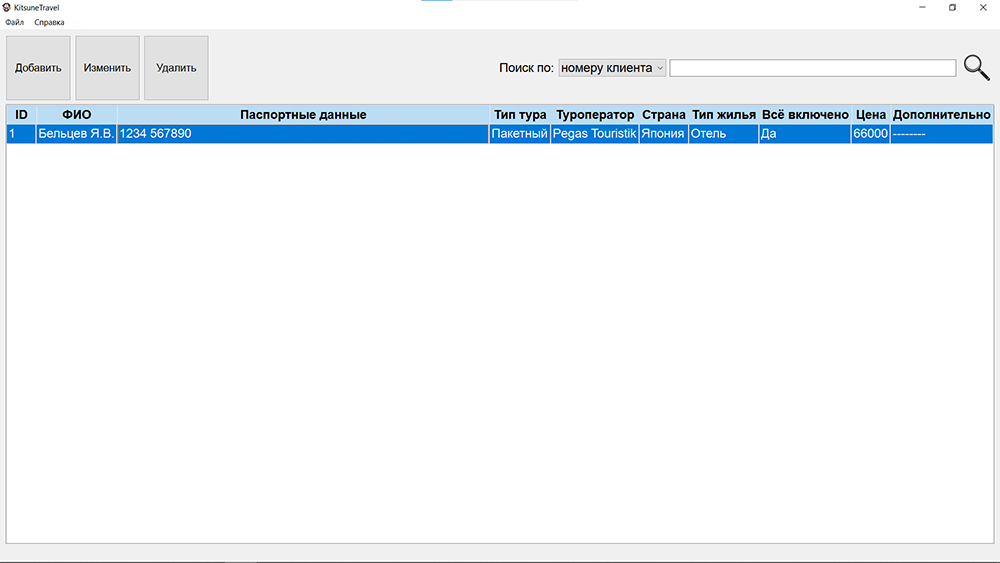 KitsuneTravel
Файл Справка
Добавить Изменить Удалить Поиск по: номеру клиента
ID ФИО Паспортные данные Тип тура Туроператор Страна Тип жилья Всё включено Цена Дополнительно
1 Бельцев Я.В. 1234 567890 Пакетный Pegas Touristik Япония Отель Да 66000 --------